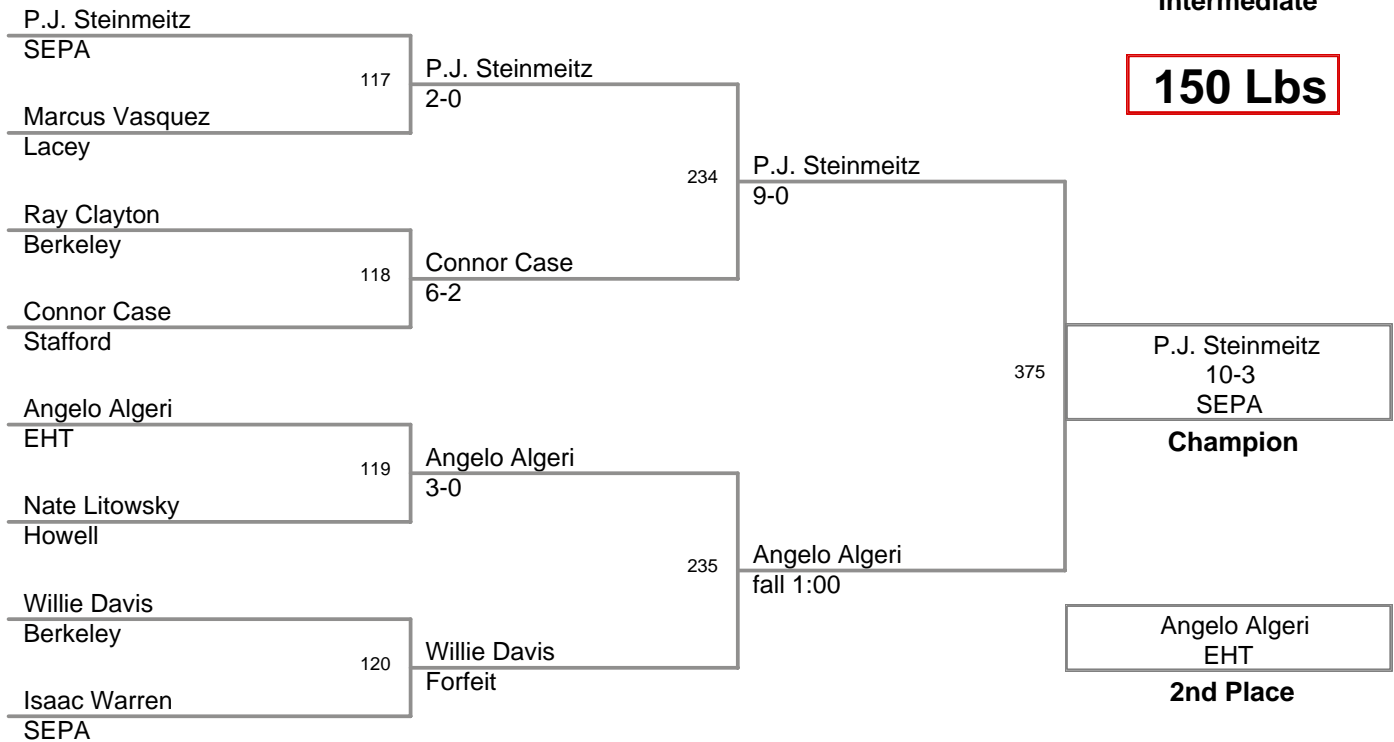 Intermediate
150 Lbs
P.J. Steinmeitz
SEPA
117
Marcus Vasquez
Lacey
P.J. Steinmeitz
2-0
Ray Clayton
Berkeley
118
Connor Case
Stafford
Connor Case
6-2
234
P.J. Steinmeitz
9-0
Angelo Algeri
EHT
119
Nate Litowsky
Howell
Angelo Algeri
3-0
Willie Davis
Berkeley
120
Isaac Warren
SEPA
Willie Davis
Forfeit
235
Angelo Algeri
fall 1:00
375
P.J. Steinmeitz
10-3
SEPA
Champion
Angelo Algeri
EHT
2nd Place